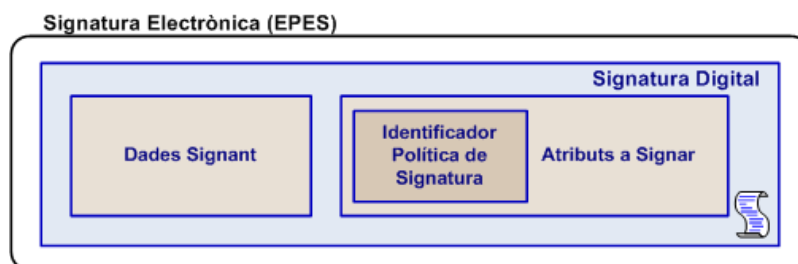 Signatura Electrònica (EPES)
Signatura Digital
Dades Signant
Identificador
Política de
Signatura
Atributs a Signar